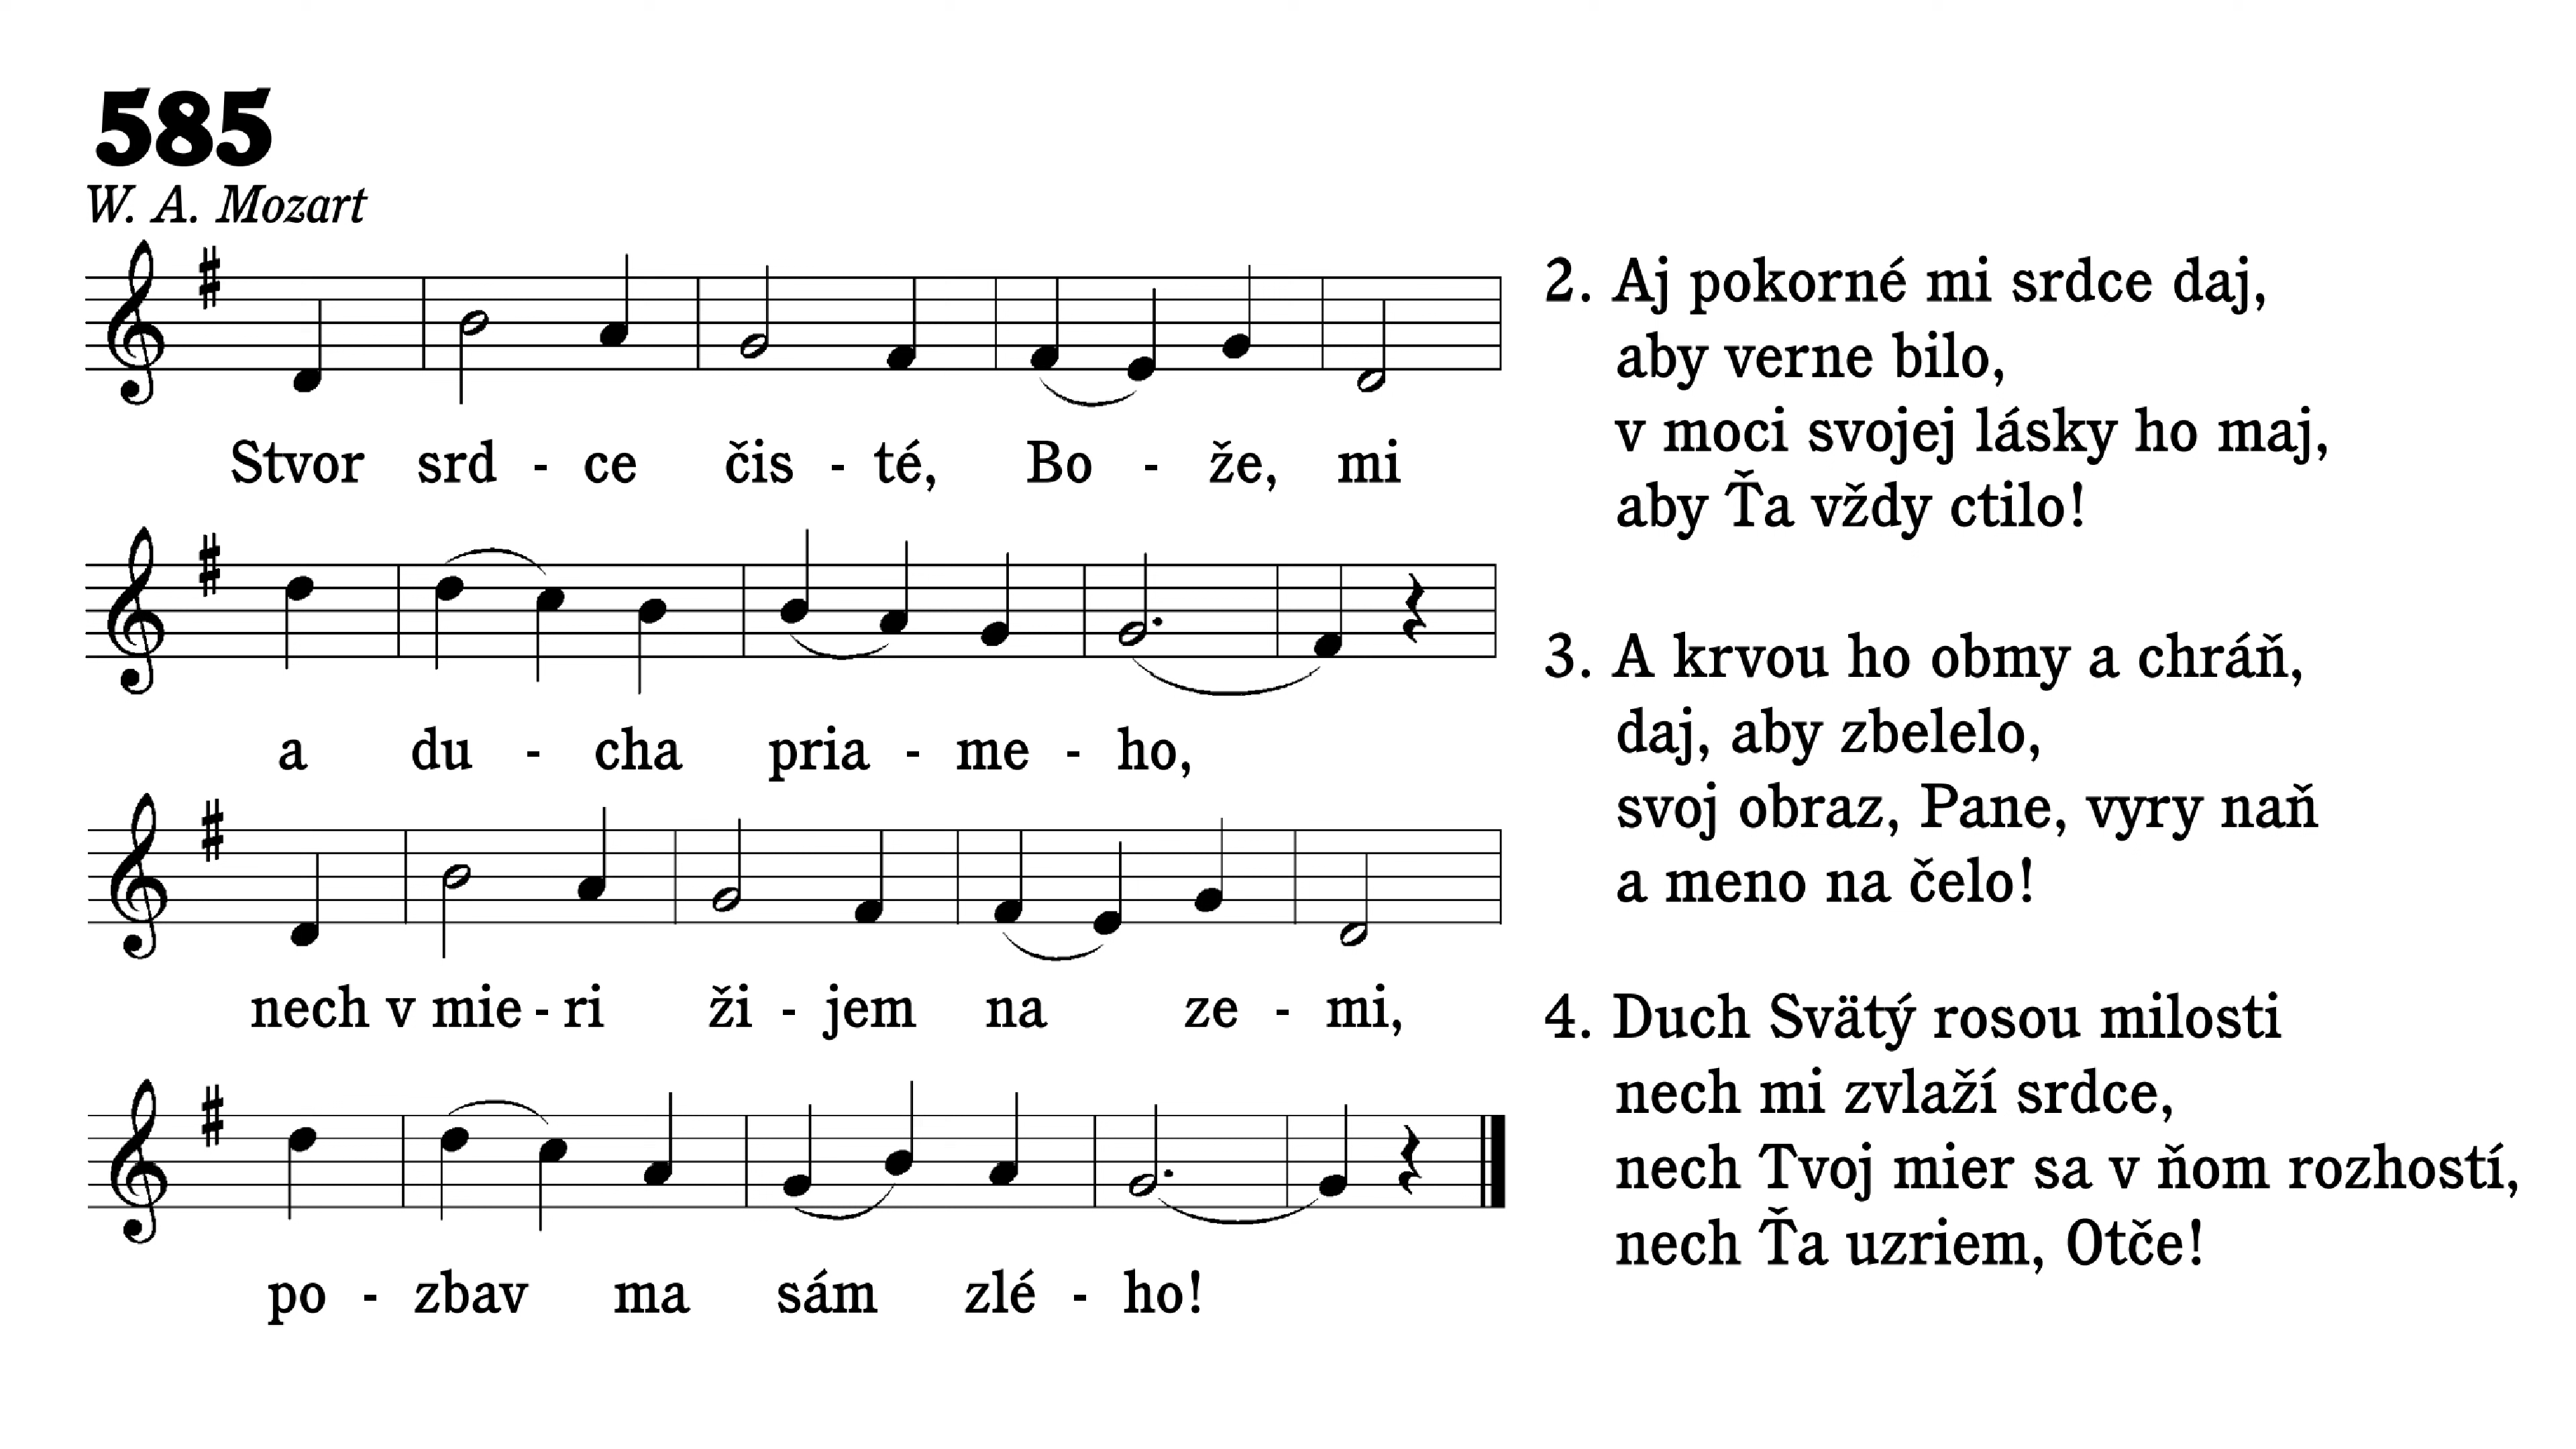 585
W. A. Mozart
Stvor srd - ce čis - té, Bo - že, mi
a du - cha pria - me - ho,
nech v mie - ri ži - jem na ze - mi,
po - zbav ma sám zlé - ho!
2. Aj pokorné mi srdce daj,
aby verne bilo,
v moci svojej lásky ho maj,
aby Ťa vždy ctilo!
3. A krvou ho obmy a chráň,
daj, aby zbelelo,
svoj obraz, Pane, vyry naň
a meno na čelo!
4. Duch Svätý rosou milosti
nech mi zvlaží srdce,
nech Tvoj mier sa v ňom rozhostí,
nech Ťa uzriem, Otče!